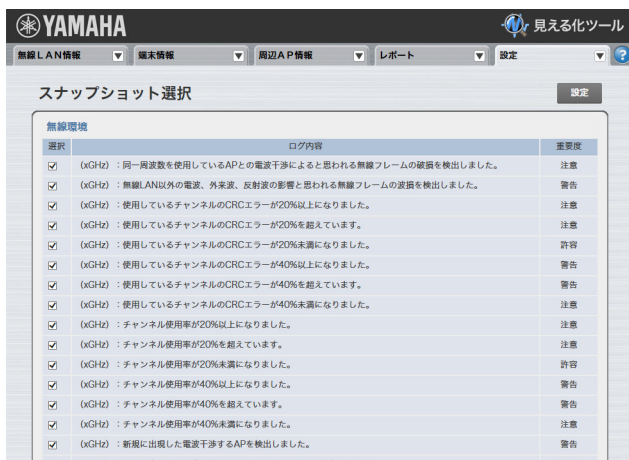 YAMAHA 見える化ツール
無線LAN情報 端末情報 周辺AP情報 レポート 設定 ?
スナップショット選択 設定
無線環境
選択 ログ内容 重要度
(xGHz) ：同一周波数を使用しているAPとの電波干渉によると思われる無線フレームの破損を検出しました。 注意
(xGHz) ：無線LAN以外の電波、外来波、反射波の影響と思われる無線フレームの破損を検出しました。 警告
(xGHz) ：使用しているチャンネルのCRCエラーが20%以上になりました。 注意
(xGHz) ：使用しているチャンネルのCRCエラーが20%を超えています。 注意
(xGHz) ：使用しているチャンネルのCRCエラーが20%未満になりました。 許容
(xGHz) ：使用しているチャンネルのCRCエラーが40%以上になりました。 警告
(xGHz) ：使用しているチャンネルのCRCエラーが40%を超えています。 警告
(xGHz) ：使用しているチャンネルのCRCエラーが40%未満になりました。 注意
(xGHz) ：チャンネル使用率が20%以上になりました。 注意
(xGHz) ：チャンネル使用率が20%を超えています。 注意
(xGHz) ：チャンネル使用率が20%未満になりました。 許容
(xGHz) ：チャンネル使用率が40%以上になりました。 警告
(xGHz) ：チャンネル使用率が40%を超えています。 警告
(xGHz) ：チャンネル使用率が40%未満になりました。 注意
(xGHz) ：新規に出現した電波干渉するAPを検出しました。 警告